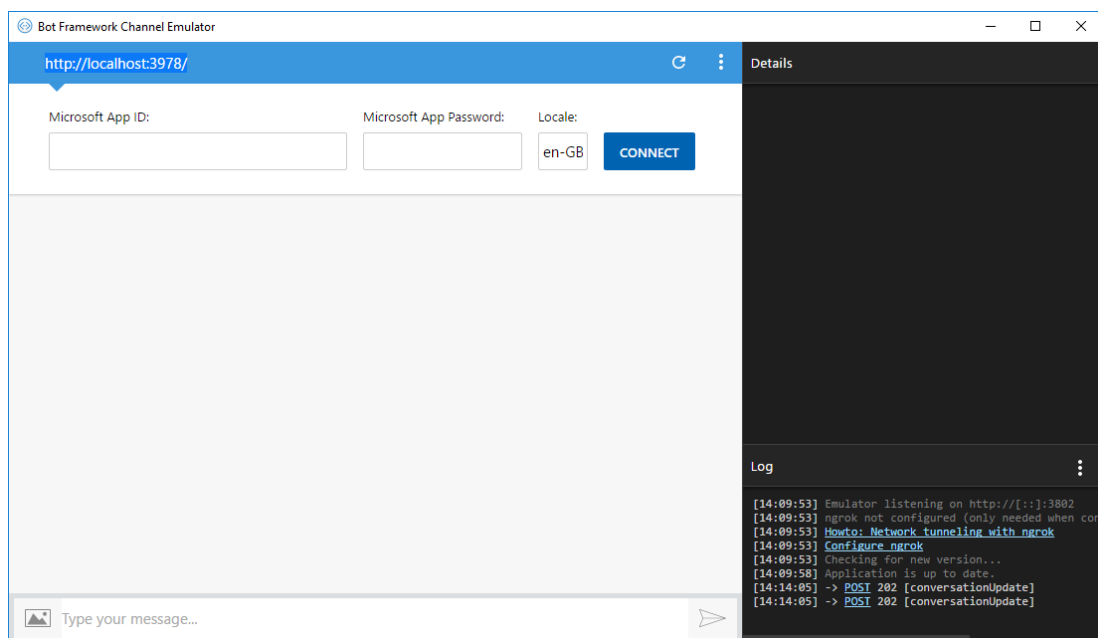 Bot Framework Channel Emulator
http://localhost:3978/
Microsoft App ID:
Microsoft App Password:
Locale:
en-GB
CONNECT
Type your message...
Details
Log
[14:09:53] Emulator listening on http://[::]:3802
[14:09:53] ngrok not configured (only needed when
[14:09:53] Howto: Network tunneling with ngrok
[14:09:53] Configure ngrok
[14:09:53] Checking for new version...
[14:09:58] Application is up to date.
[14:14:05] -> POST 202 [conversationUpdate]
[14:14:05] -> POST 202 [conversationUpdate]